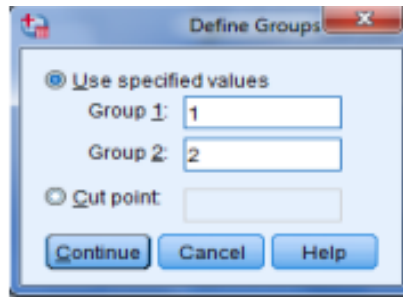 Define Groups
Use specified values
Group 1: 1
Group 2: 2
Cut point:
Continue Cancel Help